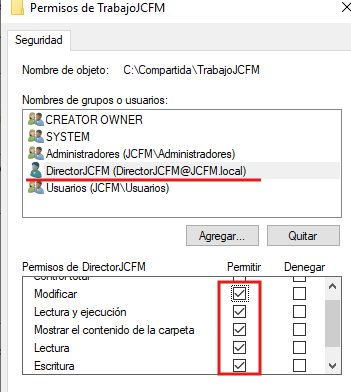 Permisos de TrabajoJCFM
Seguridad
Nombre de objeto: C:\Compartida\TrabajoJCFM
Nombres de grupos o usuarios:
CREATOR OWNER
SYSTEM
Administradores (JCFM\Administradores)
DirectorJCFM (DirectorJCFM@JCFM.local)
Usuarios (JCFM\Usuarios)
Agregar... Quitar
Permisos de DirectorJCFM Permitir Denegar
Control total
Modificar
Lectura y ejecución
Mostrar el contenido de la carpeta
Lectura
Escritura